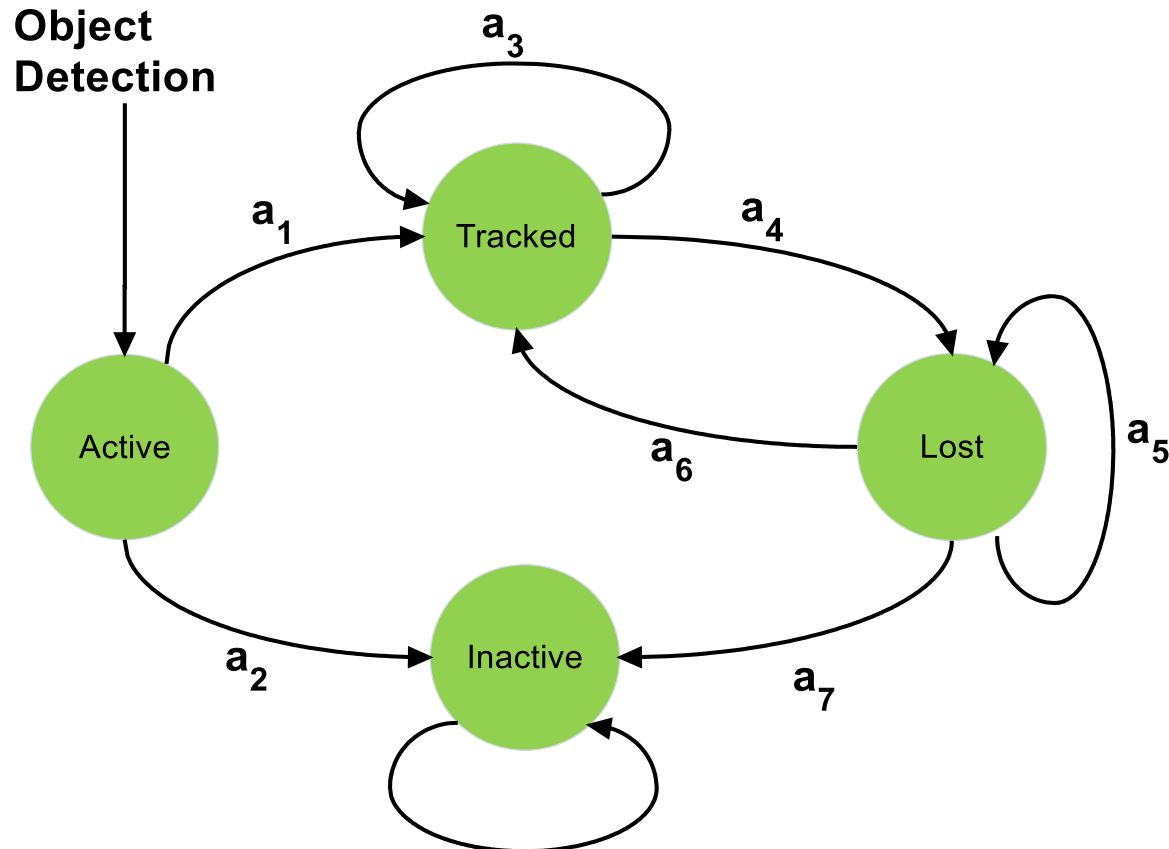 Object
Detection
a3
a1
Tracked
a4
Active
a6
Lost
a5
a2
Inactive
a7